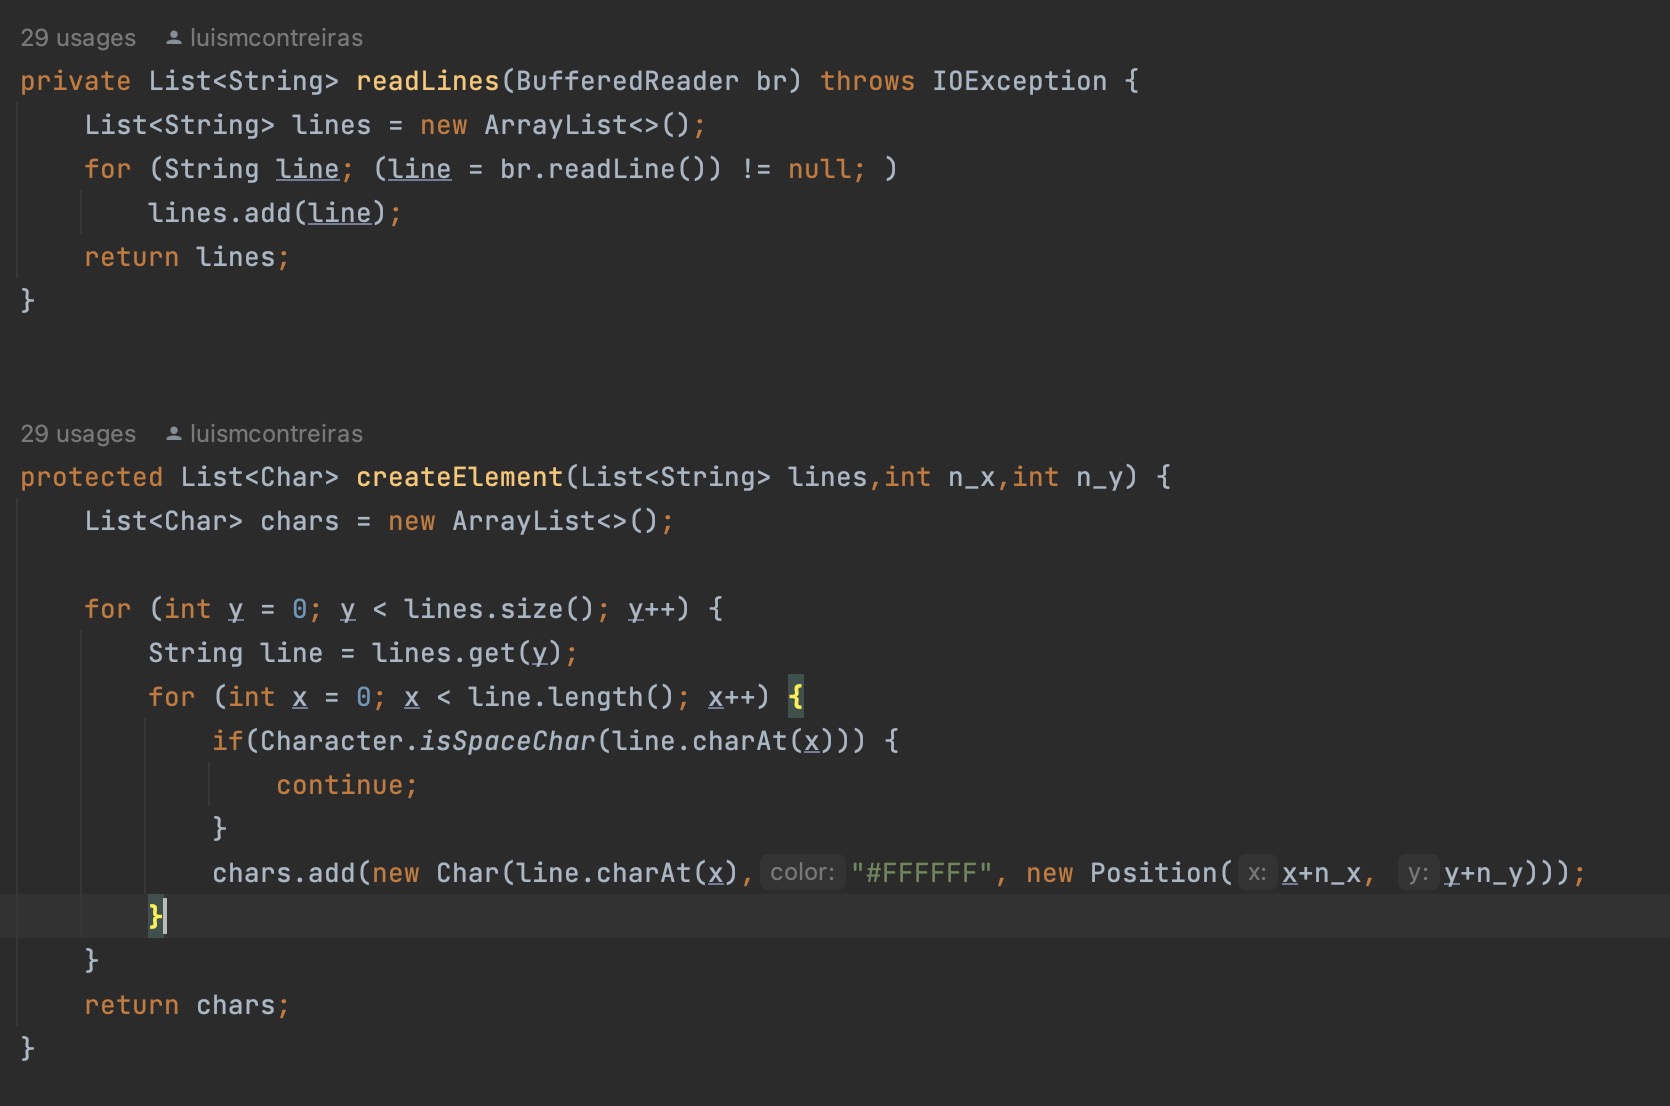 29 usages luismcontreiras
private List<String> readLines(BufferedReader br) throws IOException {
    List<String> lines = new ArrayList<>();
    for (String line; (line = br.readLine()) != null; )
        lines.add(line);
    return lines;
}
29 usages luismcontreiras
protected List<Char> createElement(List<String> lines,int n_x,int n_y) {
    List<Char> chars = new ArrayList<>();
    for (int y = 0; y < lines.size(); y++) {
        String line = lines.get(y);
        for (int x = 0; x < line.length(); x++) {
            if(Character.isSpaceChar(line.charAt(x))) {
                continue;
            }
            chars.add(new Char(line.charAt(x), color: "#FFFFFF", new Position( x: x+n_x, y: y+n_y)));
        }
    }
    return chars;
}